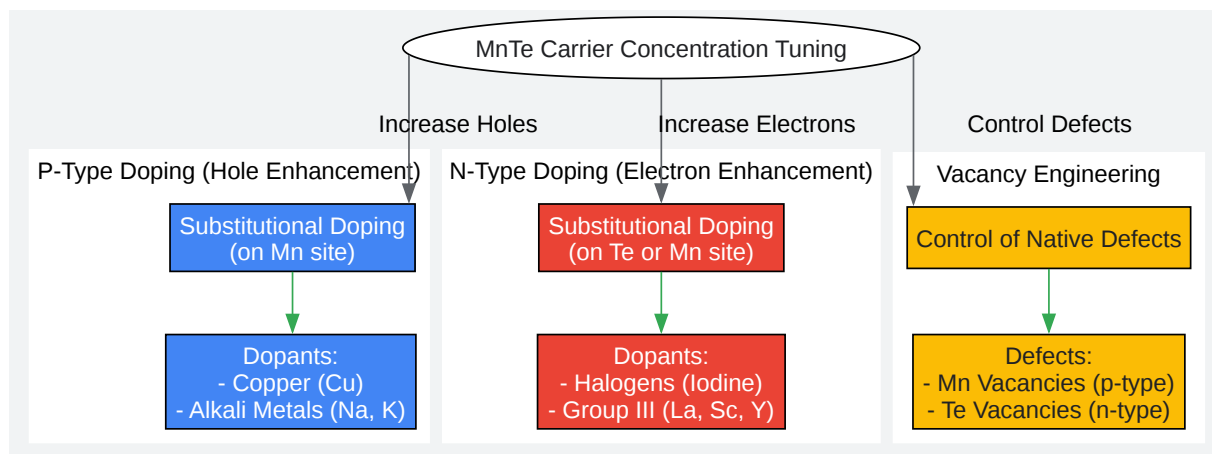 MnTe Carrier Concentration Tuning
Increase Holes
Increase Electrons
Control Defects
P-Type Doping (Hole Enhancement)
Substitutional Doping
(on Mn site)
Dopants:
- Copper (Cu)
- Alkali Metals (Na, K)
N-Type Doping (Electron Enhancement)
Substitutional Doping
(on Te or Mn site)
Dopants:
- Halogens (Iodine)
- Group III (La, Sc, Y)
Vacancy Engineering
Control of Native Defects
Defects:
- Mn Vacancies (p-type)
- Te Vacancies (n-type)